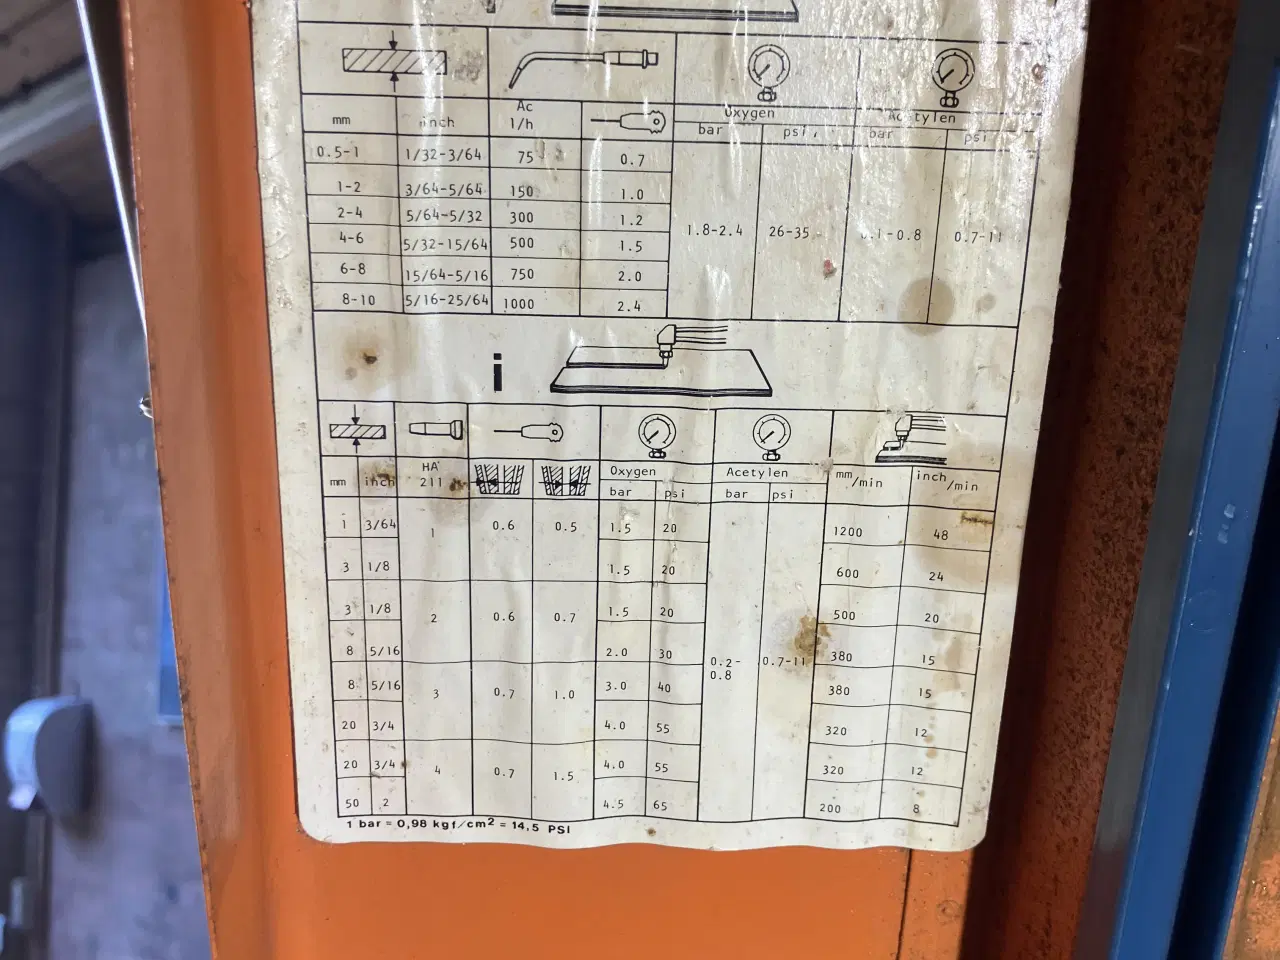 Oxygen Acetylen
mm inch Ac l/h bar psi bar psi
0.5-1 1/32-3/64 75 0.7
1-2 3/64-5/64 150 1.0
2-4 5/64-5/32 300 1.2
4-6 5/32-15/64 500 1.5 1.8-2.4 26-35 0.1-0.8 0.7-11
6-8 15/64-5/16 750 2.0
8-10 5/16-25/64 1000 2.4
i
mm inch HA 211 Oxygen Acetylen mm/min inch/min
bar psi bar psi
1 3/64 1 0.6 0.5 1.5 20 1200 48
3 1/8 1.5 20 600 24
3 1/8 2 0.6 0.7 1.5 20 500 20
8 5/16 2.0 30 0.2-0.8 0.7-11 380 15
8 5/16 3 0.7 1.0 3.0 40 380 15
20 3/4 4.0 55 320 12
20 3/4 4 0.7 1.5 4.0 55 320 12
50 2 4.5 65 200 8
1 bar = 0,98 kgf/cm2 = 14,5 PSI